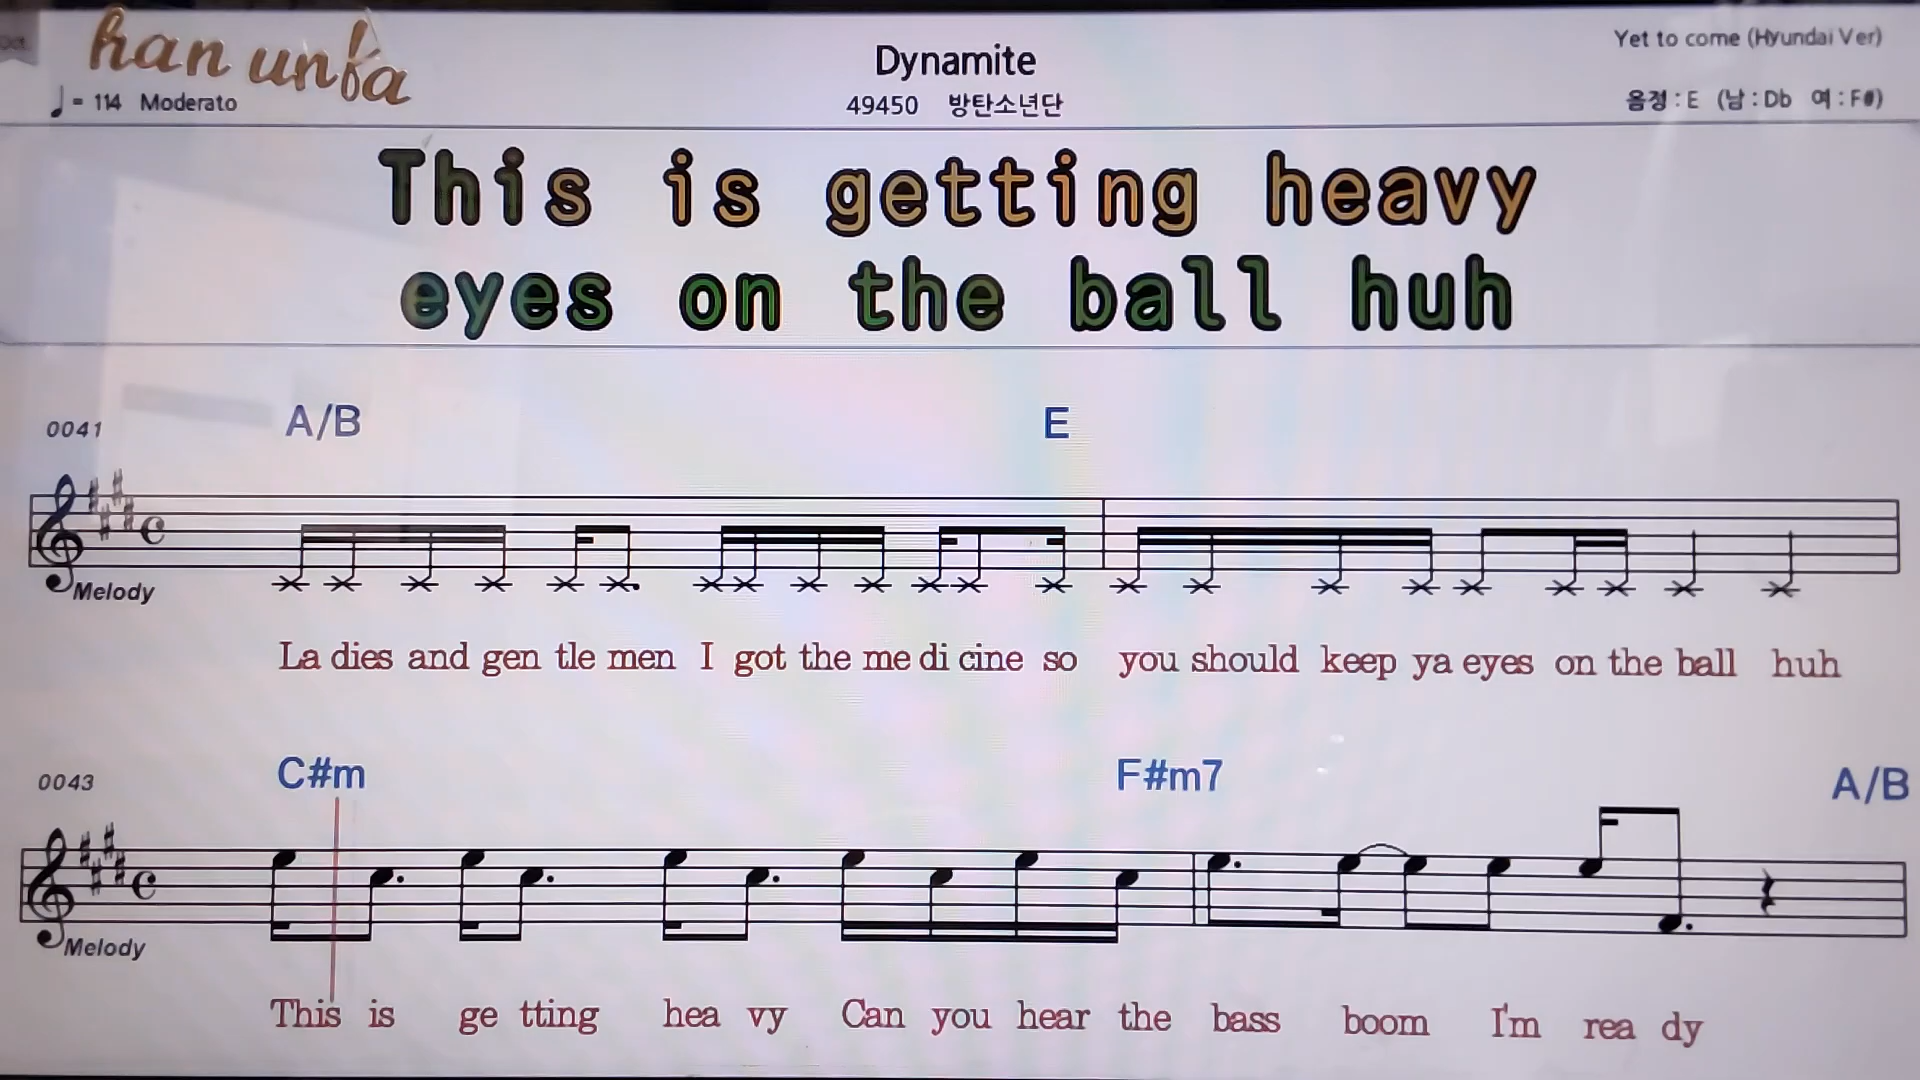 han unfa
Dynamite
Yet to come (Hyundai Ver)
♩ = 114 Moderato
49450 방탄소년단
음정 : E (남 : Db 여 : F#)
This is getting heavy
eyes on the ball huh
0041 A/B E
Melody
La dies and gen tle men I got the me di cine so you should keep ya eyes on the ball huh
0043 C#m F#m7 A/B
Melody
This is ge tting hea vy Can you hear the bass boom I'm rea dy